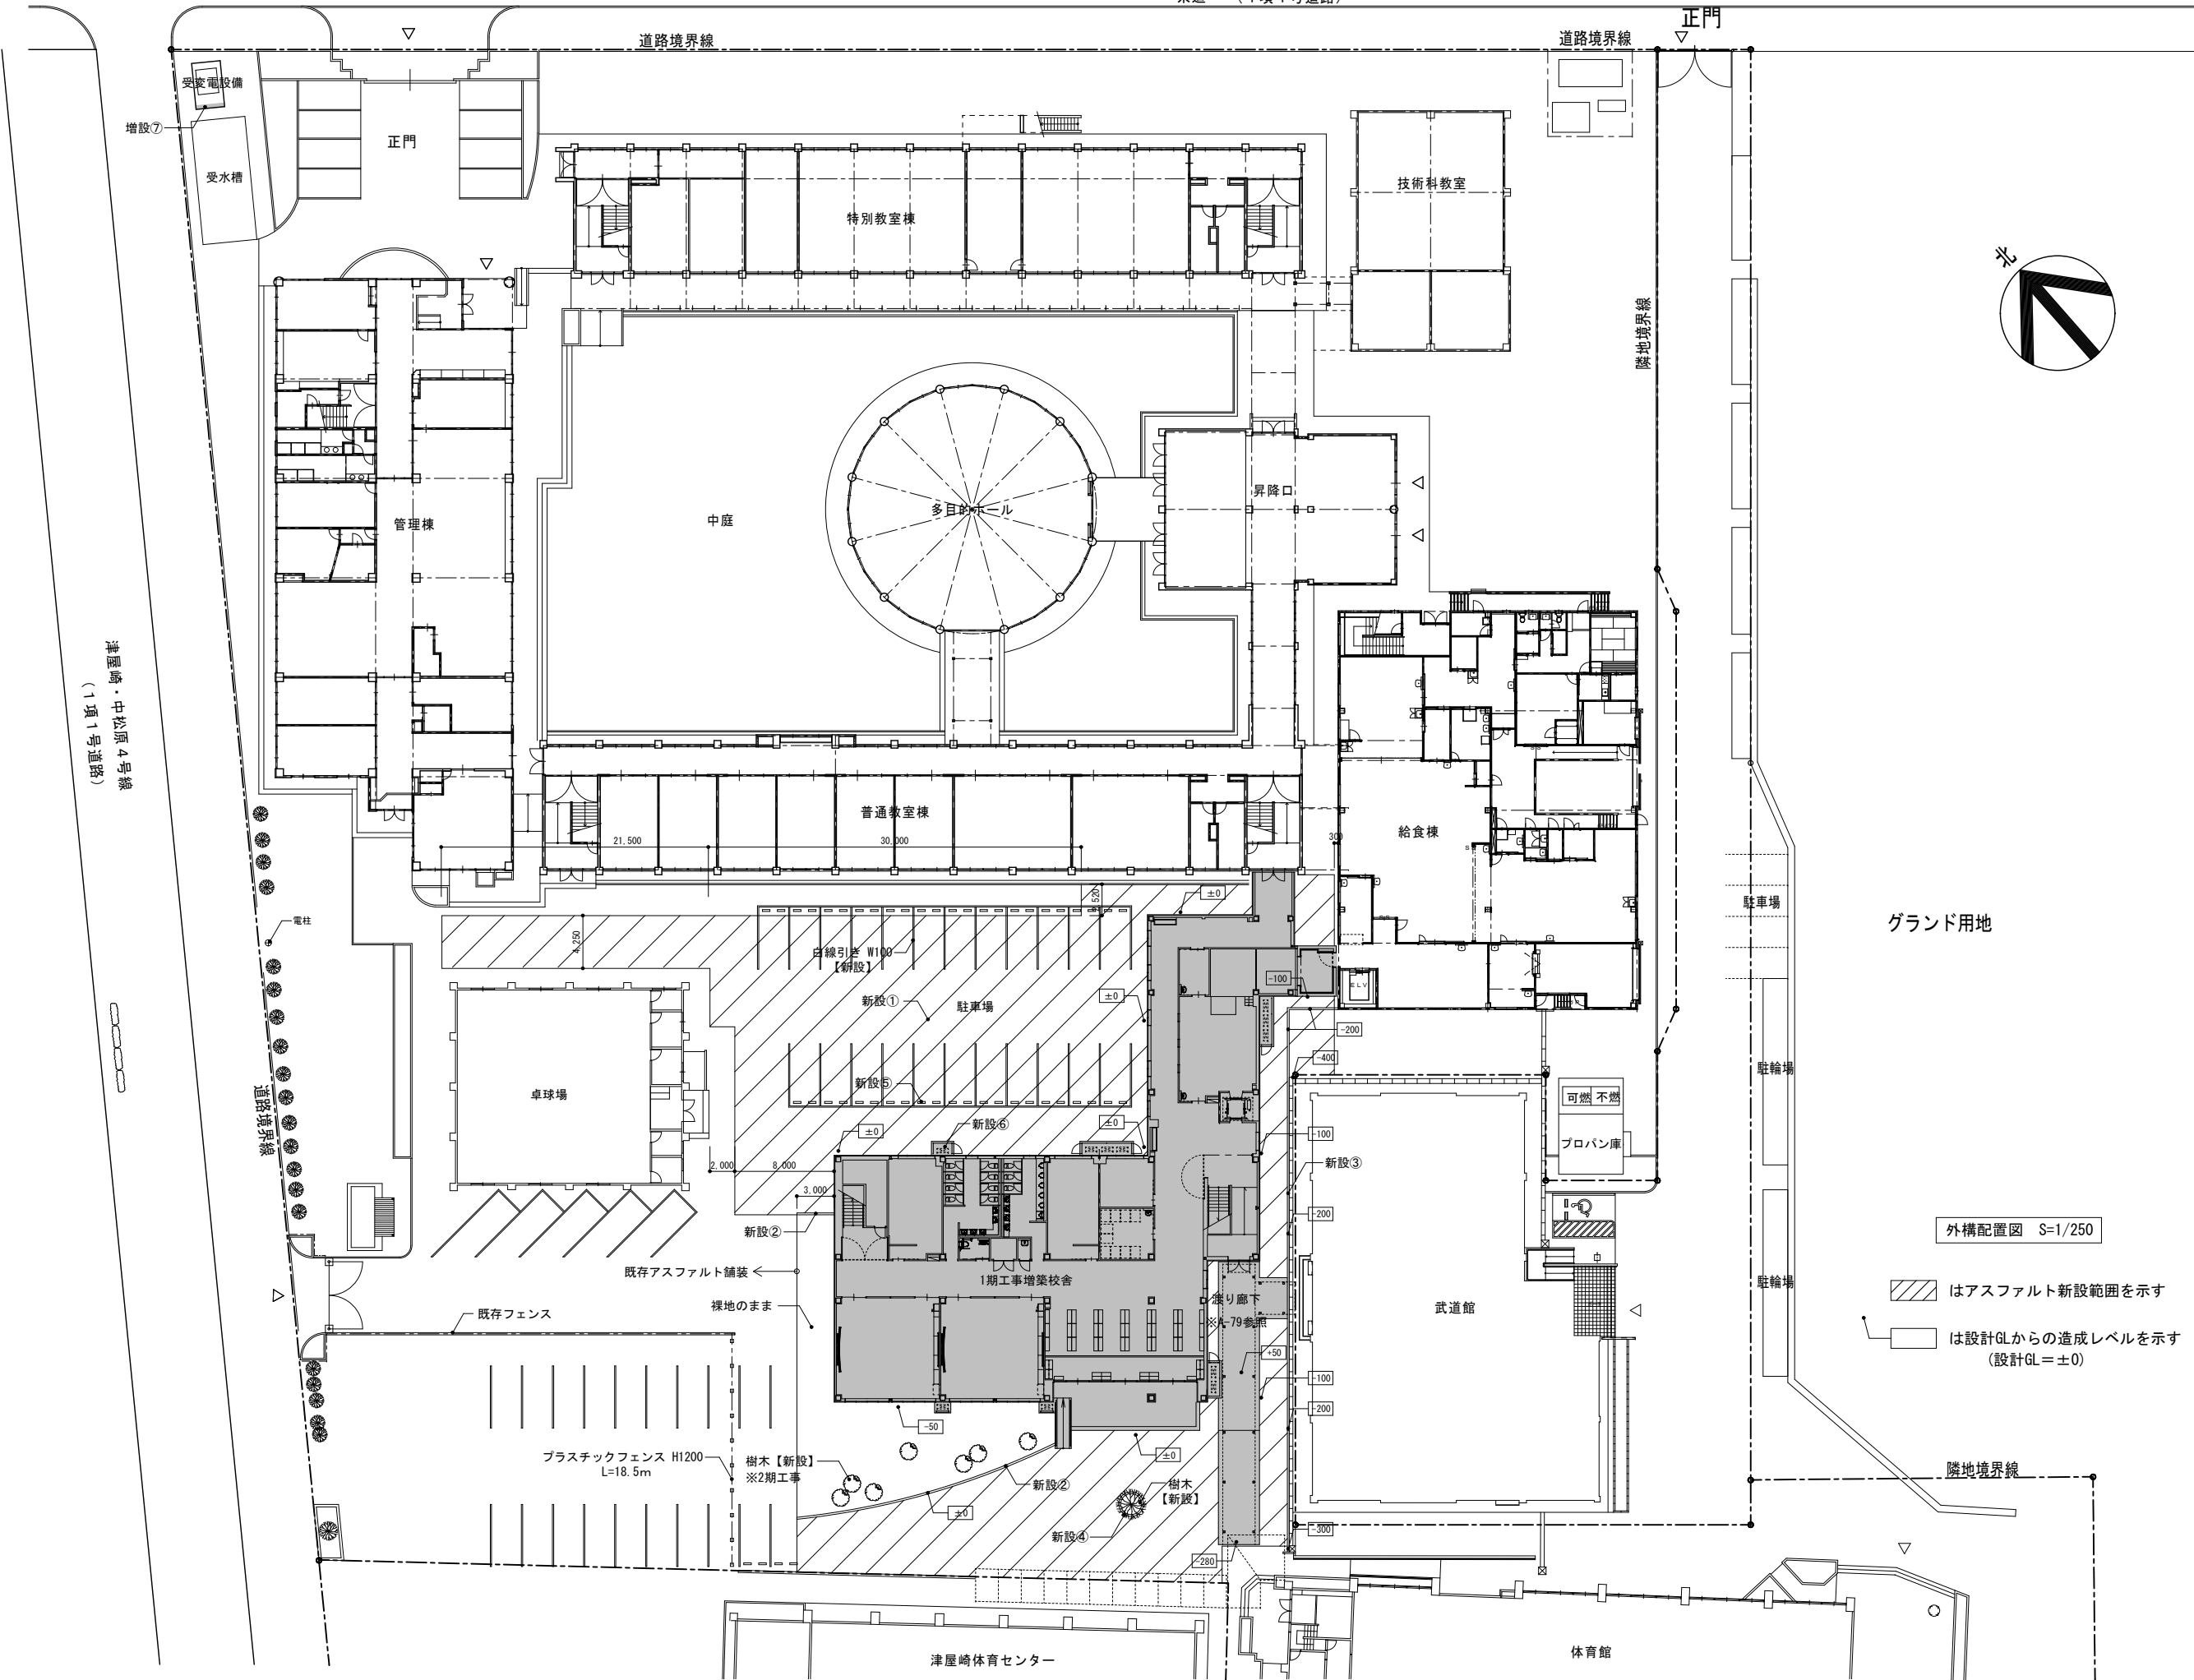 正門
道路境界線
道路境界線
受変電設備
増設⑦
正門
受水槽
技術科教室
特別教室棟
北
隣地境界線
多目的ホール
昇降口
中庭
管理棟
津屋崎・中松原4号線
(1項1号道路)
普通教室棟
給食棟
21,500
30,000
300
±0
520
駐車場
グランド用地
電柱
4,250
白線引き W100
【新設】
-100
ELV
新設①
駐車場
±0
-200
-400
駐輪場
新設⑤
卓球場
可燃
不燃
道路境界線
±0
新設⑥
±0
-100
プロパン庫
2,000
8,000
新設③
3,000
-200
新設②
外構配置図 S=1/250
既存アスファルト舗装
1期工事増築校舎
駐輪場
はアスファルト新設範囲を示す
裸地のまま
渡り廊下
※A-79参照
武道館
既存フェンス
は設計GLからの造成レベルを示す
(設計GL=±0)
+50
-100
-200
-50
プラスチックフェンス H1200
L=18.5m
樹木【新設】
※2期工事
±0
隣地境界線
新設②
樹木
【新設】
±0
新設④
-300
-280
津屋崎体育センター
体育館